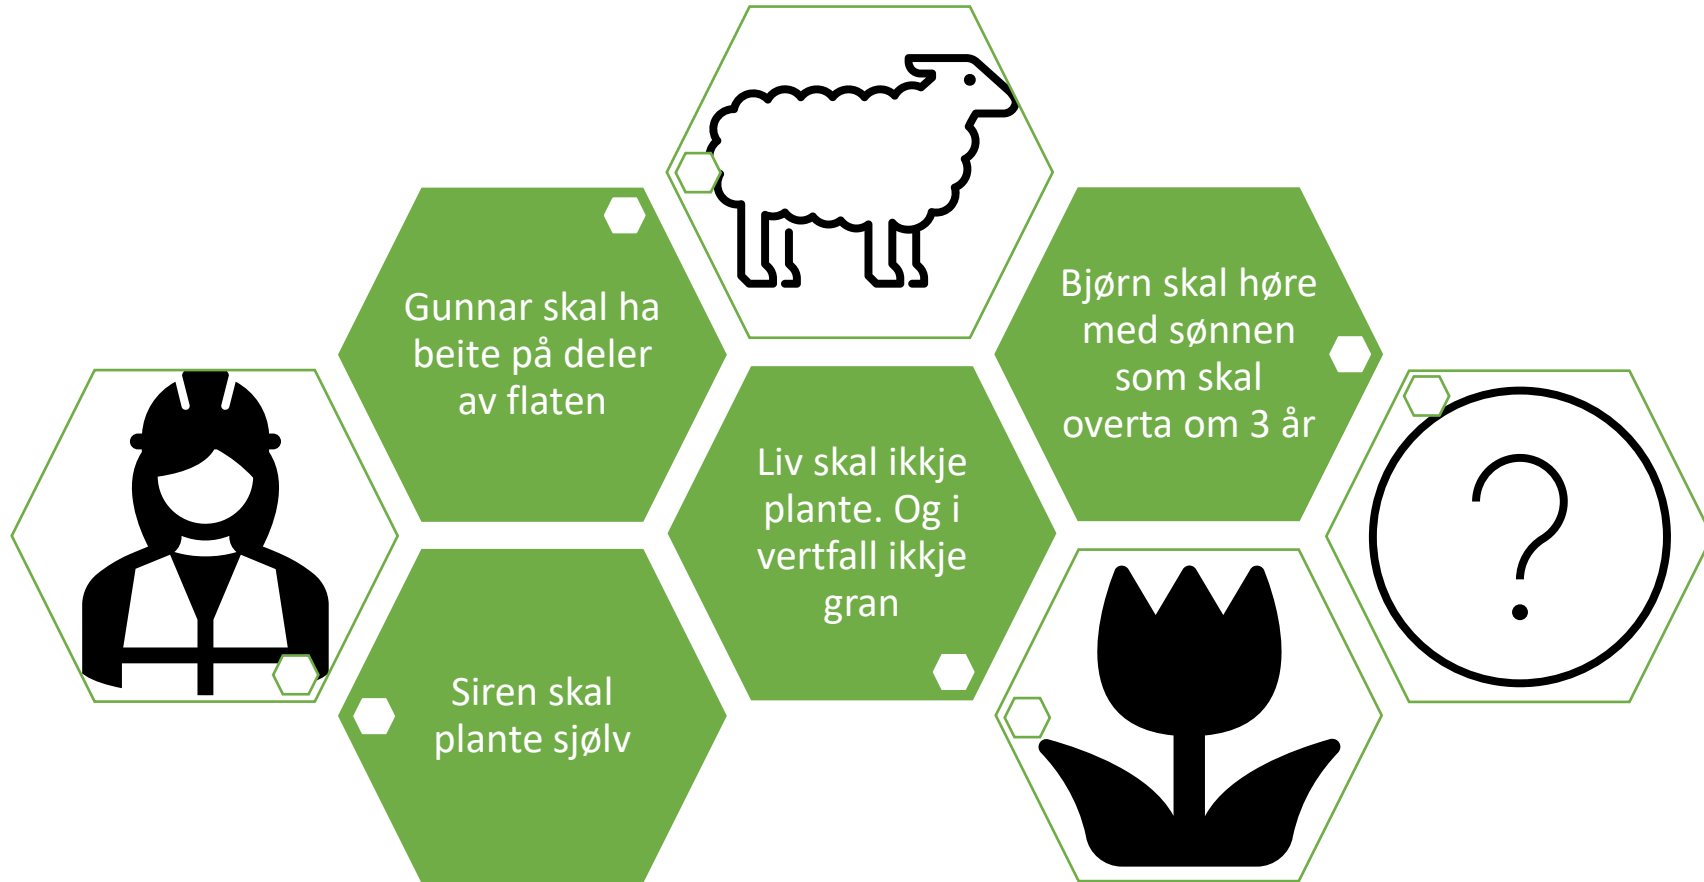 Gunnar skal ha
beite på deler
av flaten
Bjørn skal høre
med sønnen
som skal
overta om 3 år
Liv skal ikkje
plante. Og i
vertfall ikkje
gran
Siren skal
plante sjølv
?